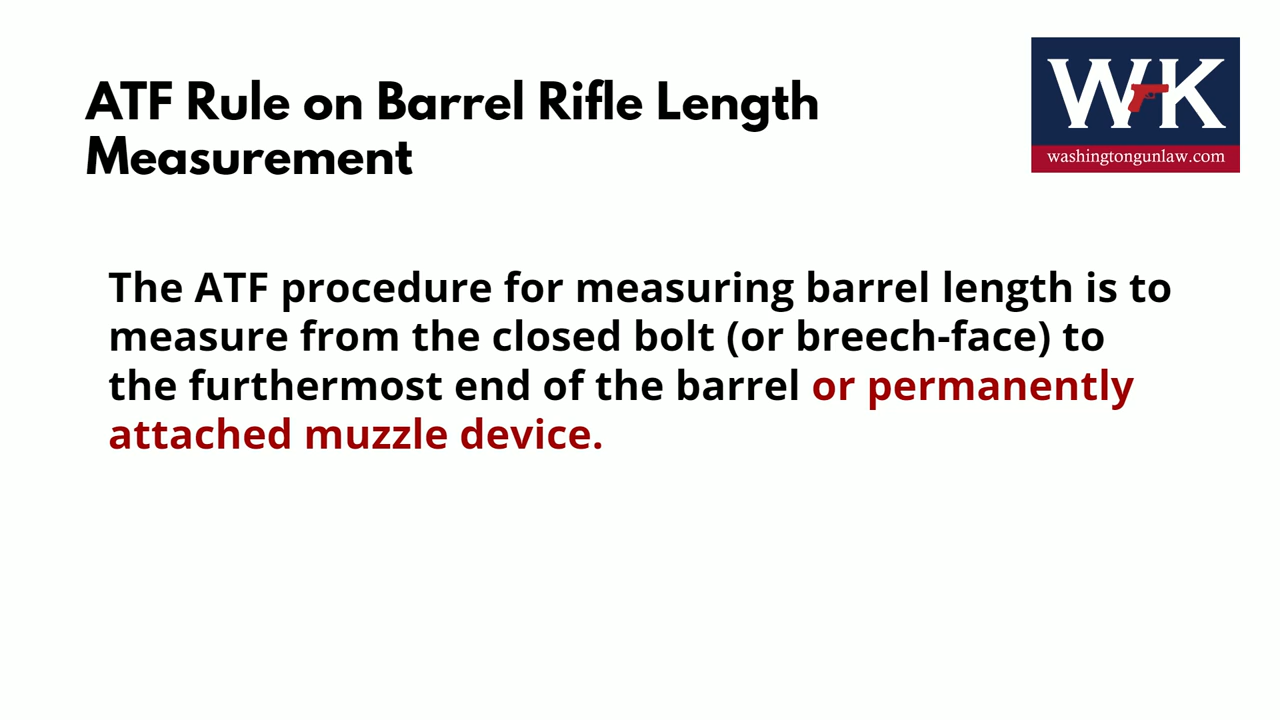 ATF Rule on Barrel Rifle Length
Measurement
WK
washingtongunlaw.com
The ATF procedure for measuring barrel length is to
measure from the closed bolt (or breech-face) to
the furthermost end of the barrel or permanently
attached muzzle device.